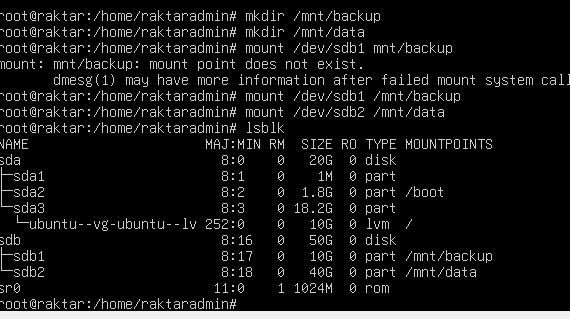 root@raktar:/home/raktaradmin# mkdir /mnt/backup
root@raktar:/home/raktaradmin# mkdir /mnt/data
root@raktar:/home/raktaradmin# mount /dev/sdb1 mnt/backup
mount: mnt/backup: mount point does not exist.
       dmesg(1) may have more information after failed mount system call
root@raktar:/home/raktaradmin# mount /dev/sdb1 /mnt/backup
root@raktar:/home/raktaradmin# mount /dev/sdb2 /mnt/data
root@raktar:/home/raktaradmin# lsblk
NAME                      MAJ:MIN RM  SIZE RO TYPE MOUNTPOINTS
sda                         8:0    0   20G  0 disk
├─sda1                      8:1    0    1M  0 part
├─sda2                      8:2    0  1.8G  0 part /boot
└─sda3                      8:3    0 18.2G  0 part
  └─ubuntu--vg-ubuntu--lv 252:0    0   10G  0 lvm  /
sdb                         8:16   0   50G  0 disk
├─sdb1                      8:17   0   10G  0 part /mnt/backup
└─sdb2                      8:18   0   40G  0 part /mnt/data
sr0                        11:0    1 1024M  0 rom
root@raktar:/home/raktaradmin#